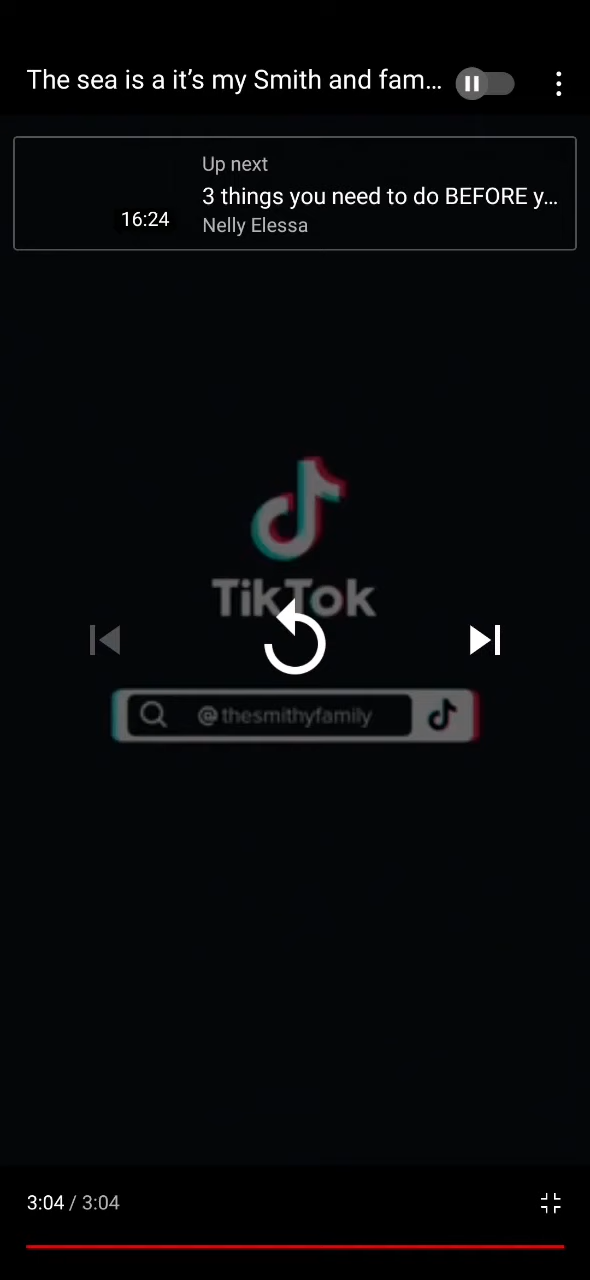 The sea is a it’s my Smith and fam...
Up next
3 things you need to do BEFORE y...
16:24
Nelly Elessa
TikTok
@thesmithyfamily
3:04 / 3:04